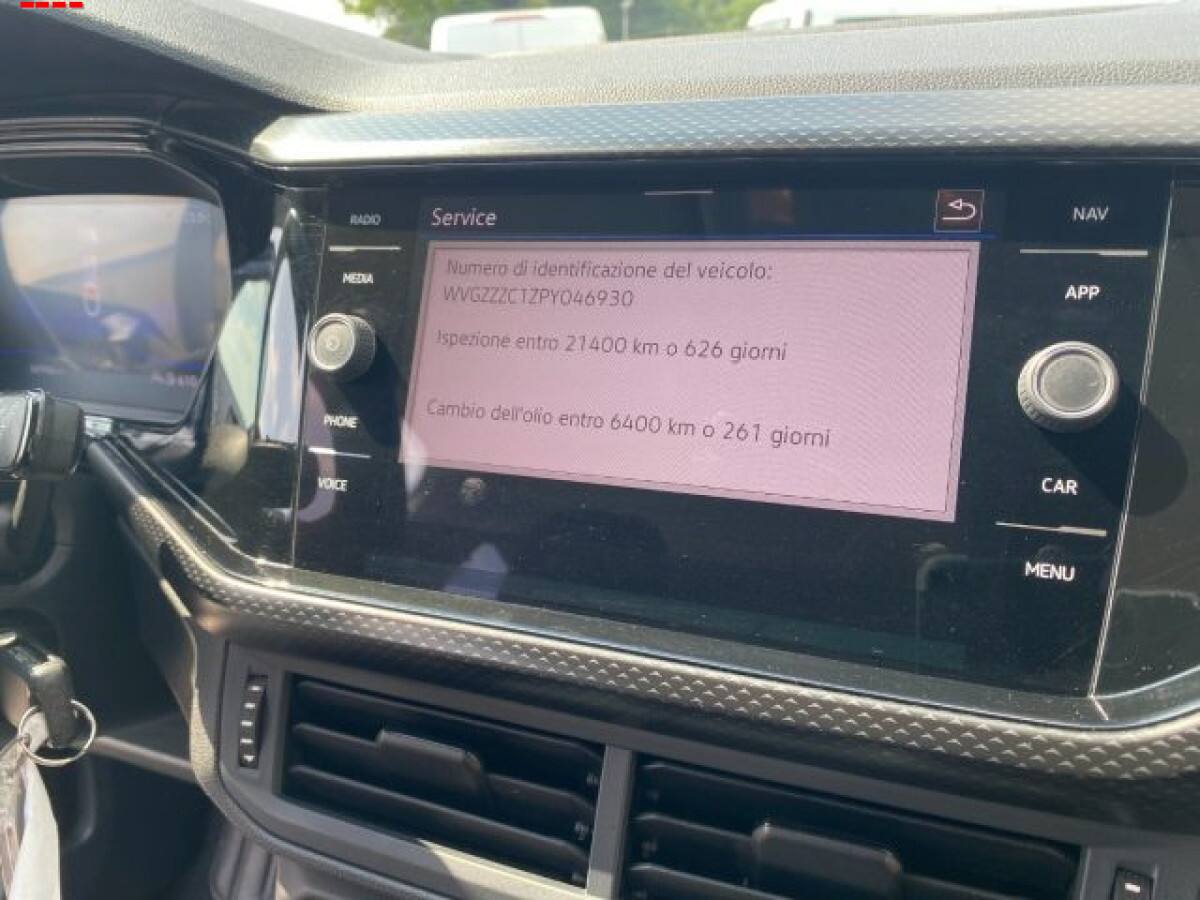 RADIO
MEDIA
PHONE
VOICE
Service
Numero di identificazione del veicolo:
WVGZZZC1ZPY046930
Ispezione entro 21400 km o 626 giorni
Cambio dell'olio entro 6400 km o 261 giorni
NAV
APP
CAR
MENU